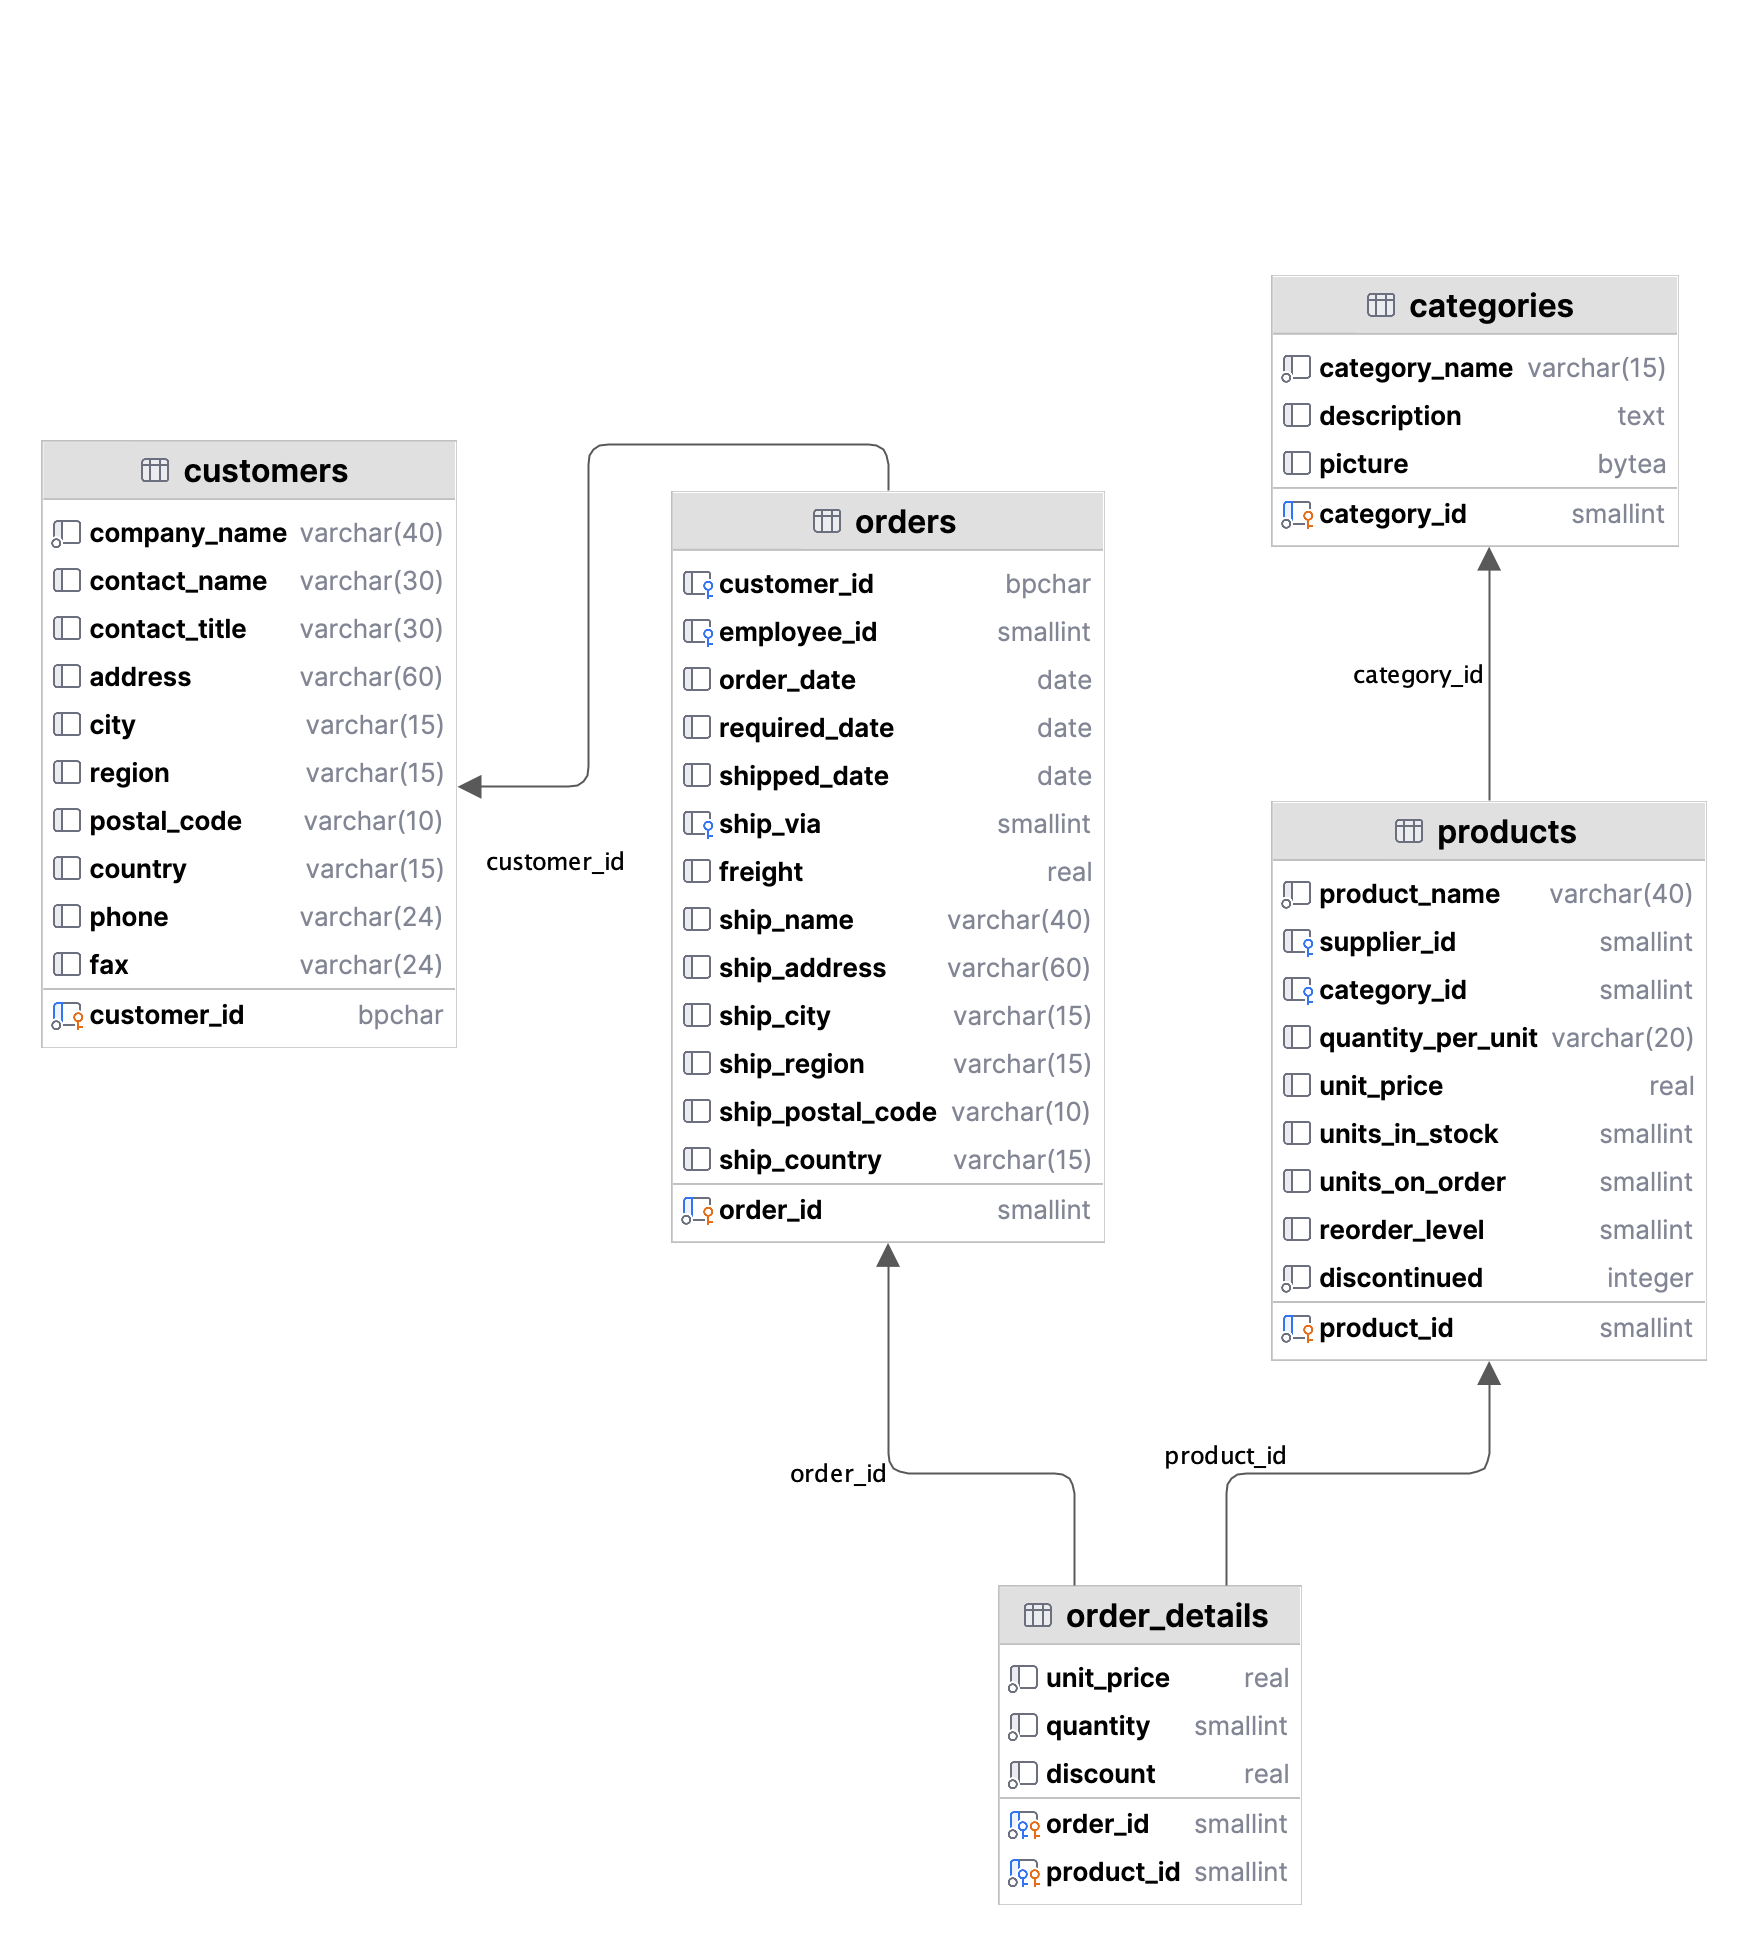 categories
category_name varchar(15)
description text
picture bytea
category_id smallint
customers
company_name varchar(40)
contact_name varchar(30)
contact_title varchar(30)
address varchar(60)
city varchar(15)
region varchar(15)
postal_code varchar(10)
country varchar(15)
phone varchar(24)
fax varchar(24)
customer_id bpchar
customer_id
orders
customer_id bpchar
employee_id smallint
order_date date
required_date date
shipped_date date
ship_via smallint
freight real
ship_name varchar(40)
ship_address varchar(60)
ship_city varchar(15)
ship_region varchar(15)
ship_postal_code varchar(10)
ship_country varchar(15)
order_id smallint
category_id
products
product_name varchar(40)
supplier_id smallint
category_id smallint
quantity_per_unit varchar(20)
unit_price real
units_in_stock smallint
units_on_order smallint
reorder_level smallint
discontinued integer
product_id smallint
order_id
product_id
order_details
unit_price real
quantity smallint
discount real
order_id smallint
product_id smallint